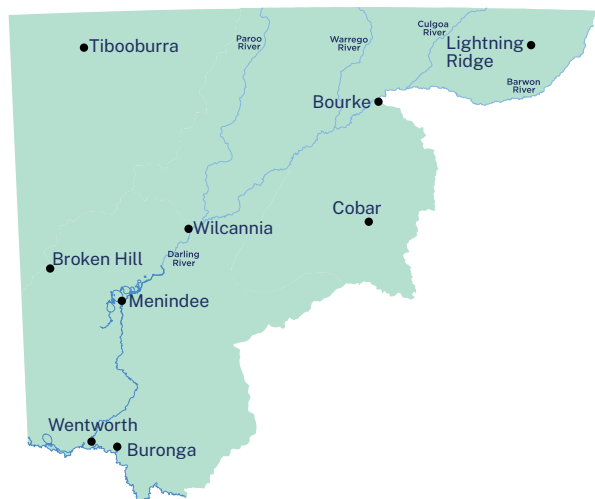 Culgoa
River
Paroo
River
Warrego
River
Tibooburra
Lightning
Ridge
Barwon
River
Bourke
Cobar
Wilcannia
Darling
River
Broken Hill
Menindee
Wentworth
Buronga